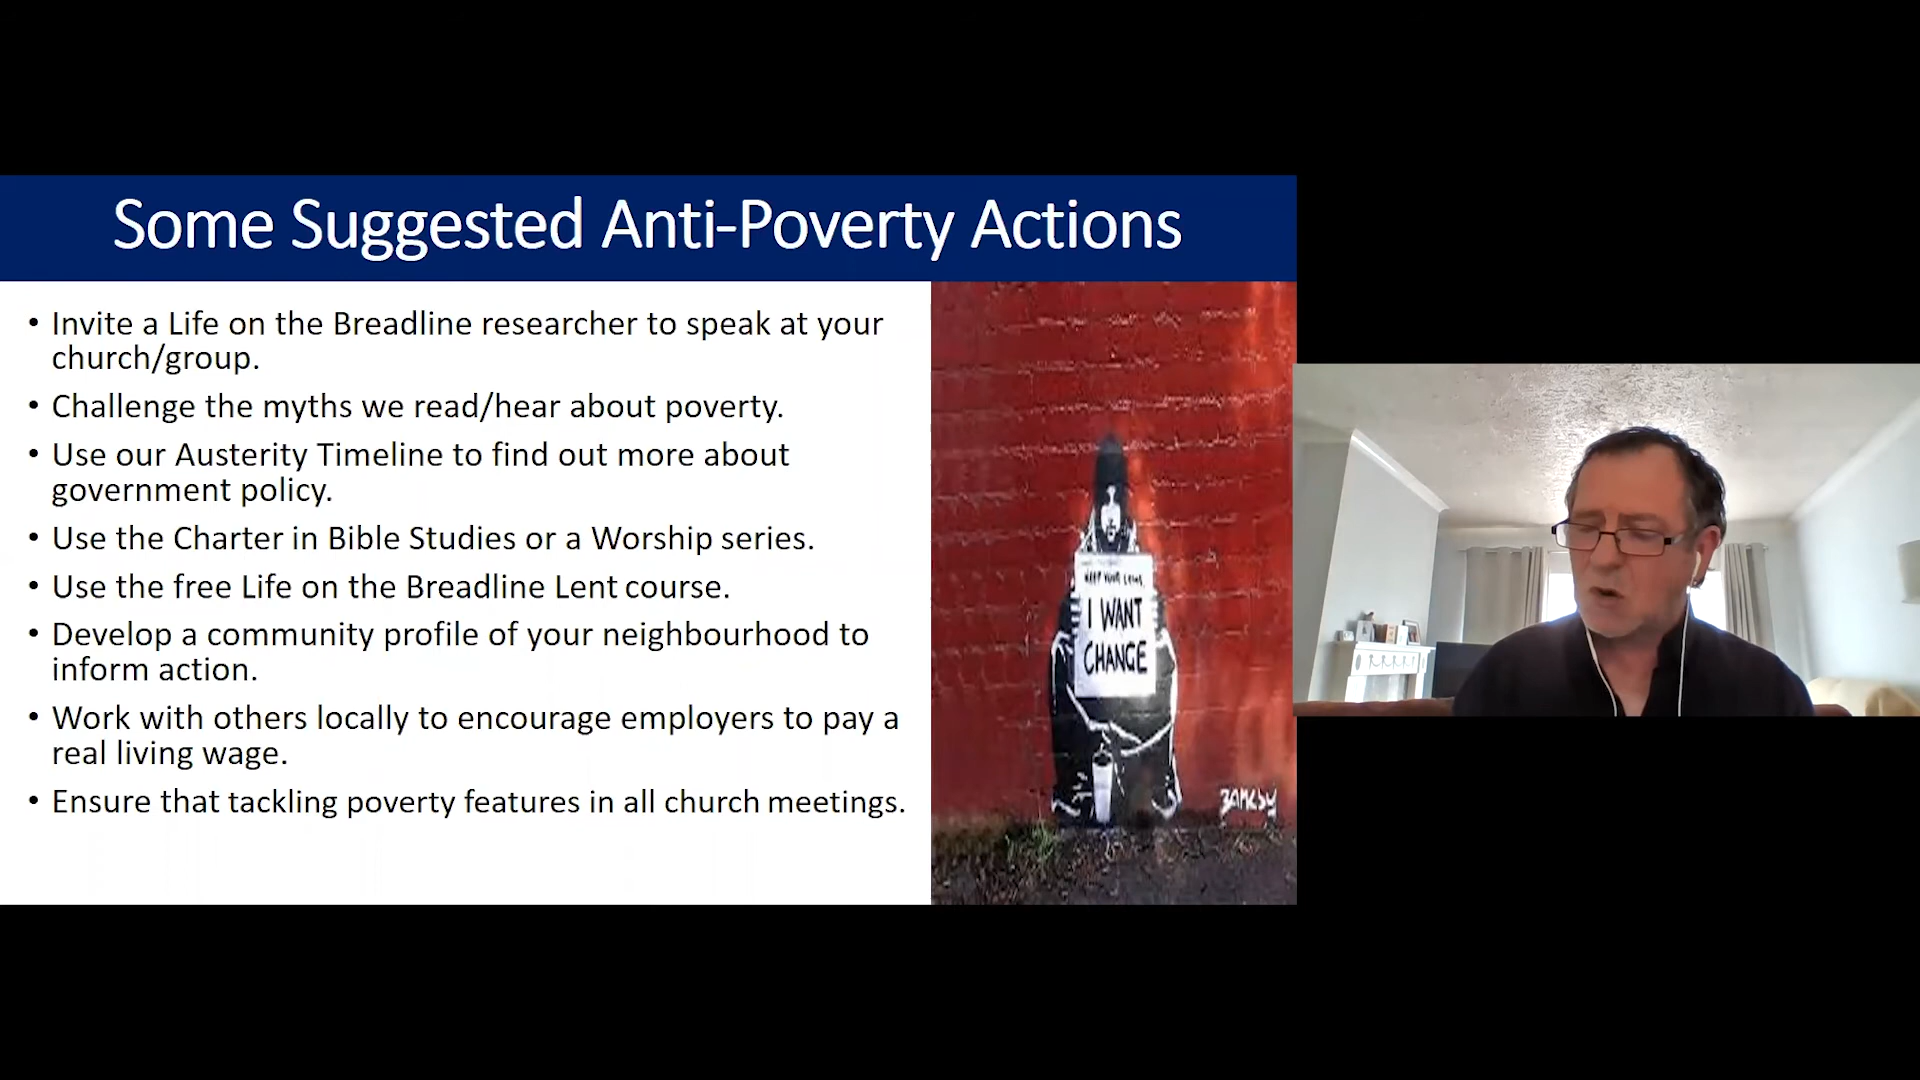 Some Suggested Anti-Poverty Actions
• Invite a Life on the Breadline researcher to speak at your
church/group.
• Challenge the myths we read/hear about poverty.
• Use our Austerity Timeline to find out more about
government policy.
• Use the Charter in Bible Studies or a Worship series.
• Use the free Life on the Breadline Lent course.
• Develop a community profile of your neighbourhood to
inform action.
• Work with others locally to encourage employers to pay a
real living wage.
• Ensure that tackling poverty features in all church meetings.
KEEP YOUR COINS,
I WANT
CHANGE
BANKSY